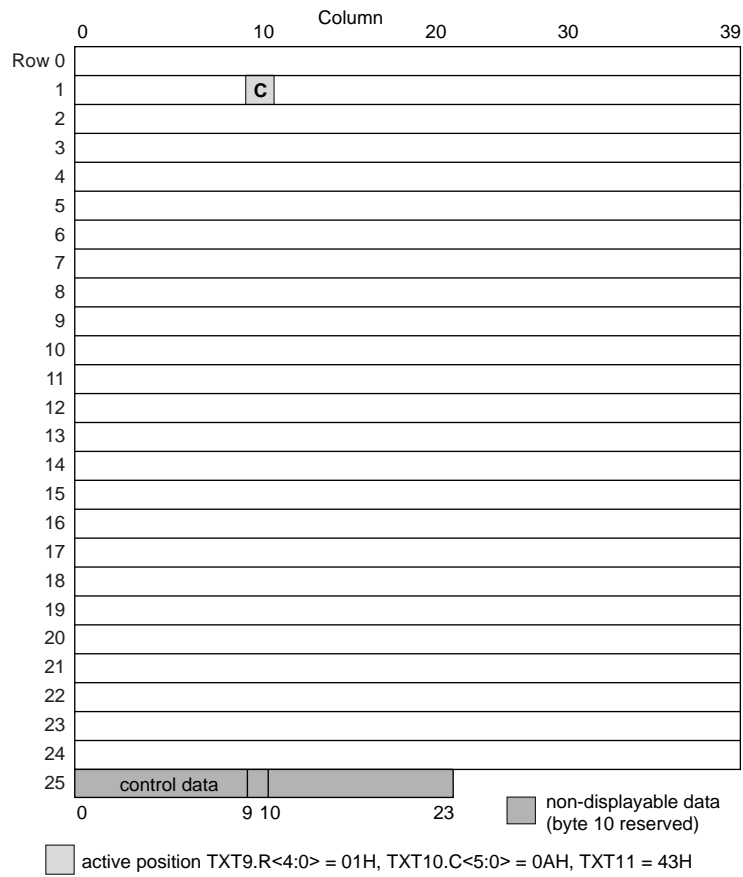 Column
0 10 20 30 39
Row 0
1 C
2
3
4
5
6
7
8
9
10
11
12
13
14
15
16
17
18
19
20
21
22
23
24
25 control data
0 9 10 23
non-displayable data
(byte 10 reserved)
active position TXT9.R<4:0> = 01H, TXT10.C<5:0> = 0AH, TXT11 = 43H